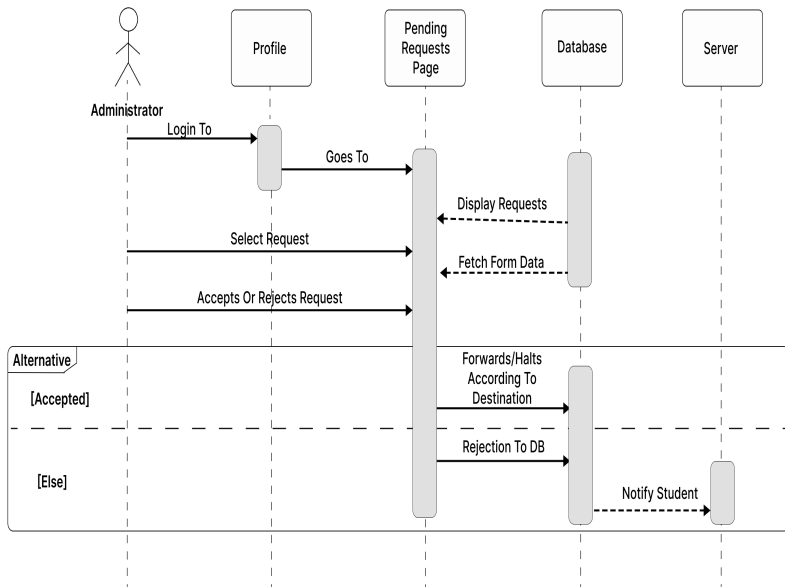 Profile
Pending
Requests
Page
Database
Server
Administrator
Login To
Goes To
Display Requests
Select Request
Fetch Form Data
Accepts Or Rejects Request
Alternative
Forwards/Halts
According To
Destination
[Accepted]
Rejection To DB
[Else]
Notify Student